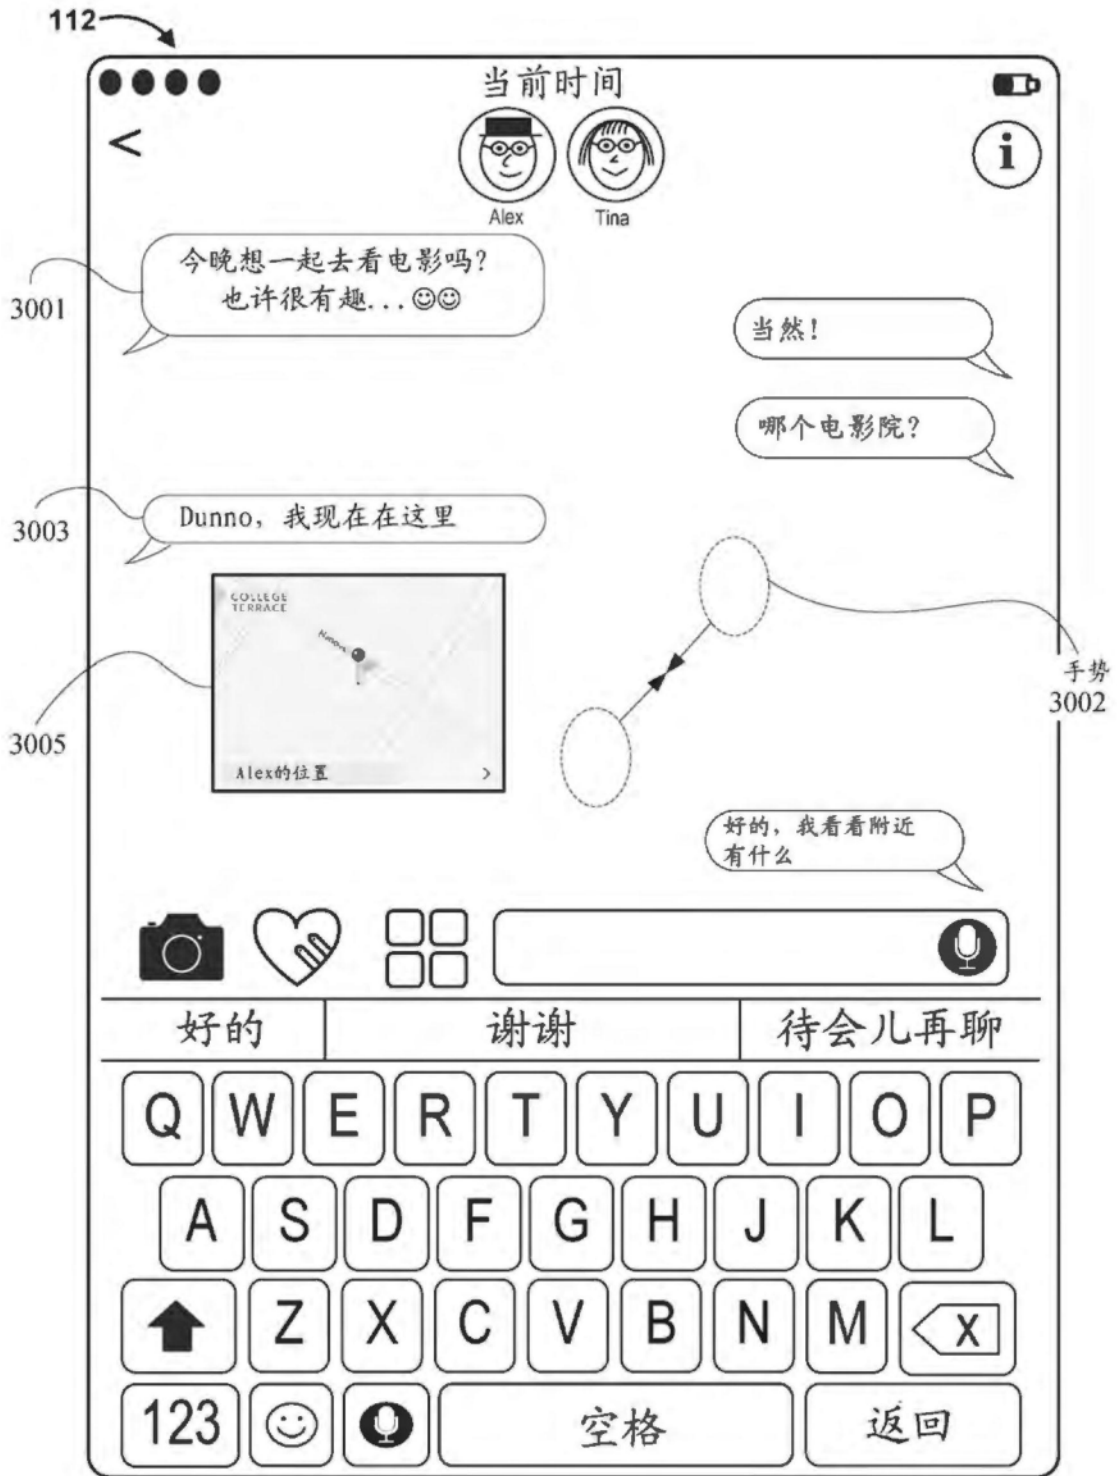 112
当前时间
<
i
Alex
Tina
今晚想一起去看电影吗?
也许很有趣...☺☺
3001
当然!
哪个电影院?
3003
Dunno, 我现在在这里
COLLEGE
TERRACE
Hanover
手势
3002
3005
Alex的位置 >
好的, 我看看附近
有什么
好的 谢谢 待会儿再聊
Q W E R T Y U I O P
A S D F G H J K L
Z X C V B N M X
123 空格 返回